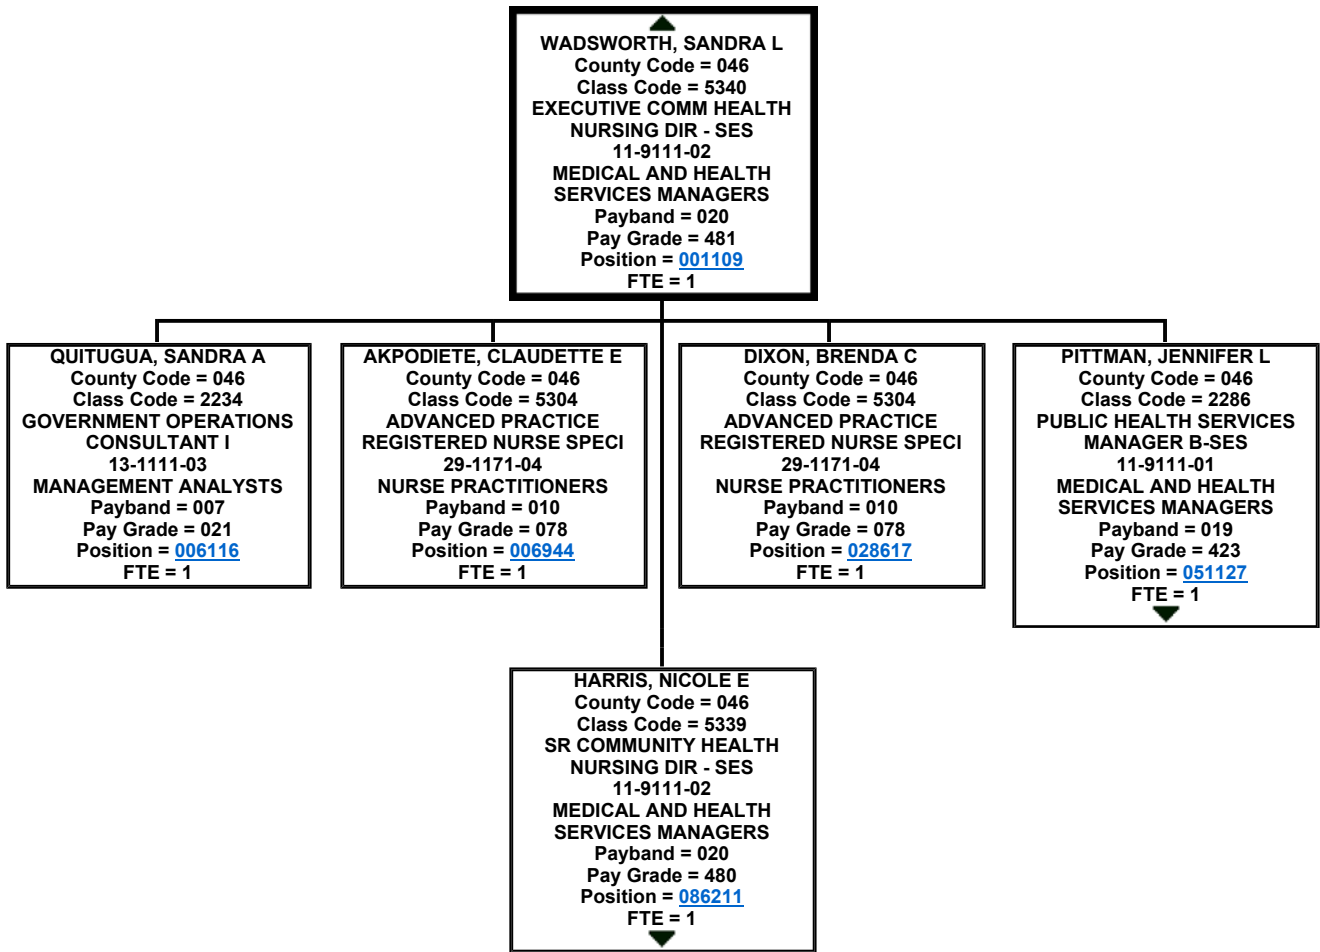 WADSWORTH, SANDRA L
County Code = 046
Class Code = 5340
EXECUTIVE COMM HEALTH
NURSING DIR - SES
11-9111-02
MEDICAL AND HEALTH
SERVICES MANAGERS
Payband = 020
Pay Grade = 481
Position = 001109
FTE = 1
QUITUGUA, SANDRA A
County Code = 046
Class Code = 2234
GOVERNMENT OPERATIONS
CONSULTANT I
13-1111-03
MANAGEMENT ANALYSTS
Payband = 007
Pay Grade = 021
Position = 006116
FTE = 1
AKPODIETE, CLAUDETTE E
County Code = 046
Class Code = 5304
ADVANCED PRACTICE
REGISTERED NURSE SPECI
29-1171-04
NURSE PRACTITIONERS
Payband = 010
Pay Grade = 078
Position = 006944
FTE = 1
DIXON, BRENDA C
County Code = 046
Class Code = 5304
ADVANCED PRACTICE
REGISTERED NURSE SPECI
29-1171-04
NURSE PRACTITIONERS
Payband = 010
Pay Grade = 078
Position = 028617
FTE = 1
PITTMAN, JENNIFER L
County Code = 046
Class Code = 2286
PUBLIC HEALTH SERVICES
MANAGER B-SES
11-9111-01
MEDICAL AND HEALTH
SERVICES MANAGERS
Payband = 019
Pay Grade = 423
Position = 051127
FTE = 1
HARRIS, NICOLE E
County Code = 046
Class Code = 5339
SR COMMUNITY HEALTH
NURSING DIR - SES
11-9111-02
MEDICAL AND HEALTH
SERVICES MANAGERS
Payband = 020
Pay Grade = 480
Position = 086211
FTE = 1